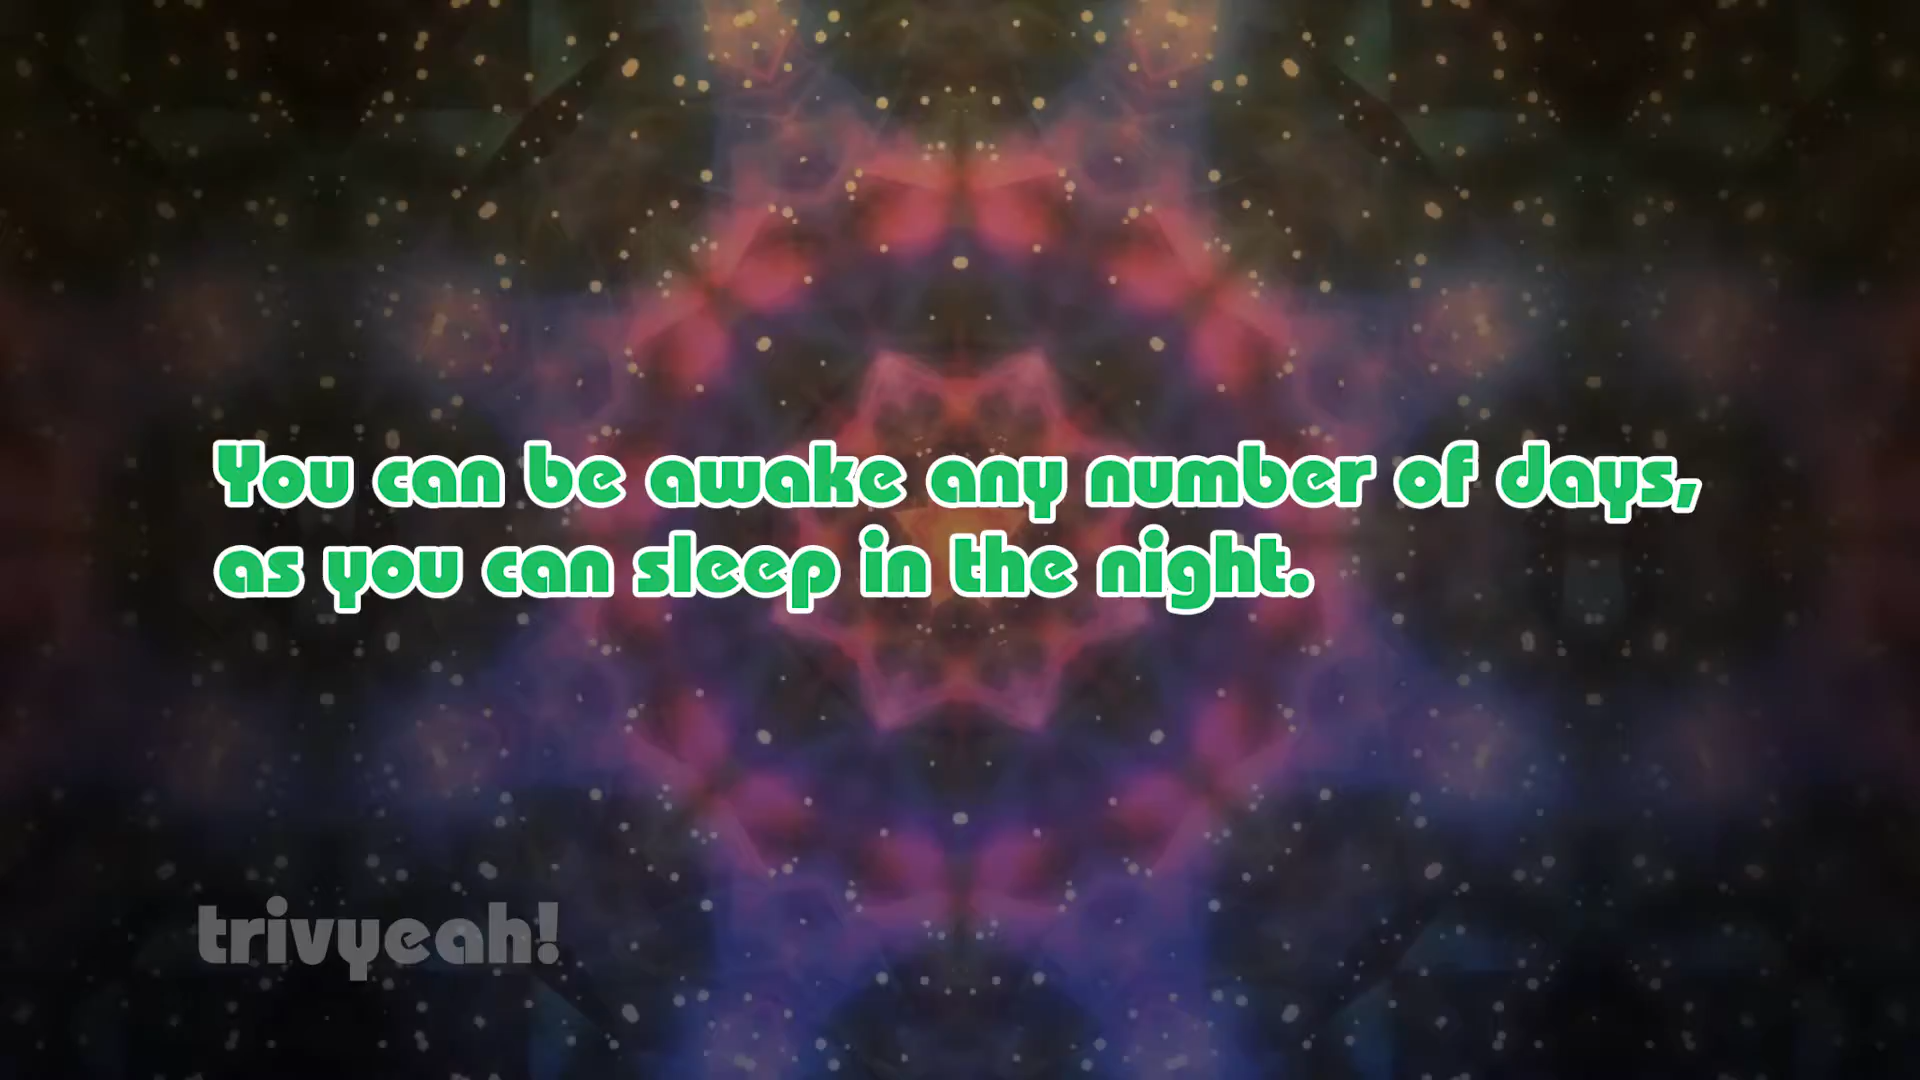 You can be awake any number of days,
as you can sleep in the night.
trivyeah!